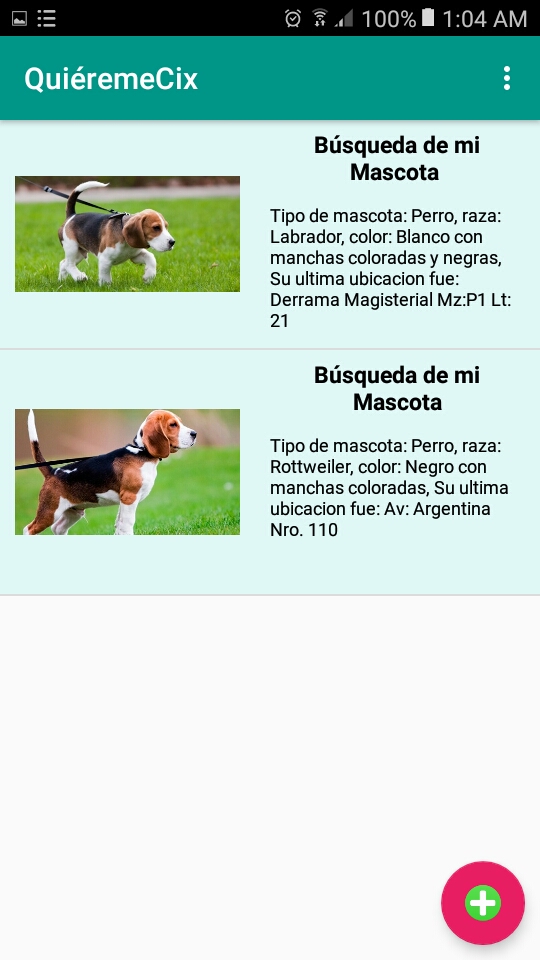 100% 1:04 AM
QuiéremeCix
Búsqueda de mi
Mascota
Tipo de mascota: Perro, raza:
Labrador, color: Blanco con
manchas coloradas y negras,
Su ultima ubicacion fue:
Derrama Magisterial Mz:P1 Lt:
21
Búsqueda de mi
Mascota
Tipo de mascota: Perro, raza:
Rottweiler, color: Negro con
manchas coloradas, Su ultima
ubicacion fue: Av: Argentina
Nro. 110